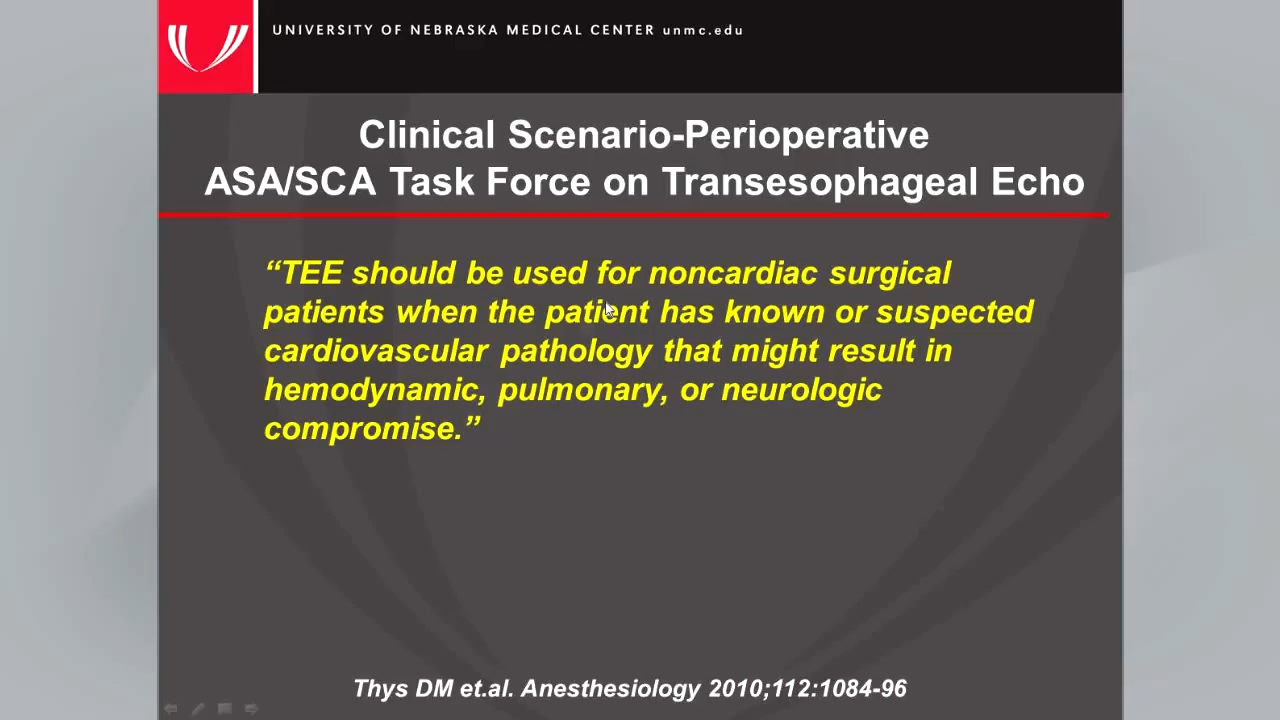 UNIVERSITY OF NEBRASKA MEDICAL CENTER unmc.edu
Clinical Scenario-Perioperative
ASA/SCA Task Force on Transesophageal Echo
“TEE should be used for noncardiac surgical
patients when the patient has known or suspected
cardiovascular pathology that might result in
hemodynamic, pulmonary, or neurologic
compromise.”
Thys DM et.al. Anesthesiology 2010;112:1084-96